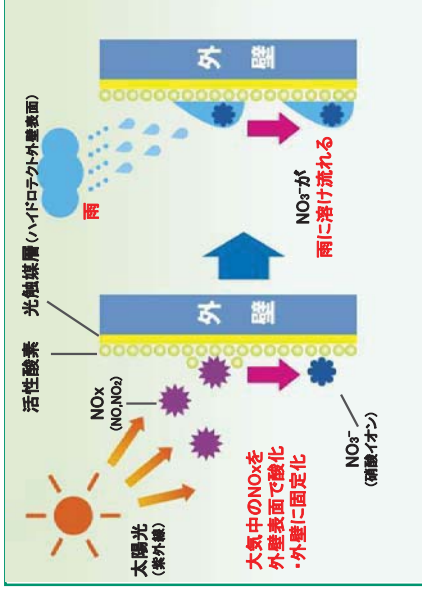 活性酸素
光触媒層(ハイドロテクト外壁表面)
太陽光
(紫外線)
NOx
(NO,NO₂)
外壁
大気中のNOxを
外壁表面で酸化
・外壁に固定化
NO₃⁻
(硝酸イオン)
雨
外壁
NO₃⁻が
雨に溶け流れる